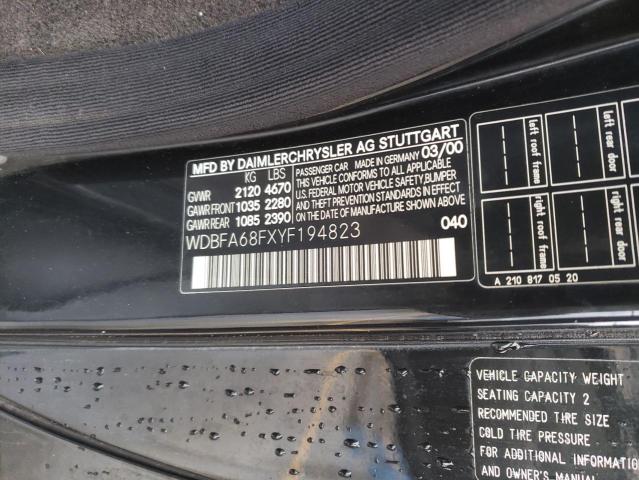 MFD BY DAIMLERCHRYSLER AG STUTTGART
KG LBS
GVWR 2120 4670
GAWR FRONT 1035 2280
GAWR REAR 1085 2390
PASSENGER CAR MADE IN GERMANY 03/00
THIS VEHICLE CONFORMS TO ALL APPLICABLE
U.S. FEDERAL MOTOR VEHICLE SAFETY, BUMPER
AND THEFT PREVENTION STANDARDS IN EFFECT ON THE
DATE OF MANUFACTURE SHOWN ABOVE
WDBFA68FXYF194823
040
left roof frame
left rear door
right roof frame
right rear door
A 210 817 05 20
VEHICLE CAPACITY WEIGHT
SEATING CAPACITY 2
RECOMMENDED TIRE SIZE
COLD TIRE PRESSURE
FOR ADDITIONAL INFORMATION
AND OWNER'S MANUAL